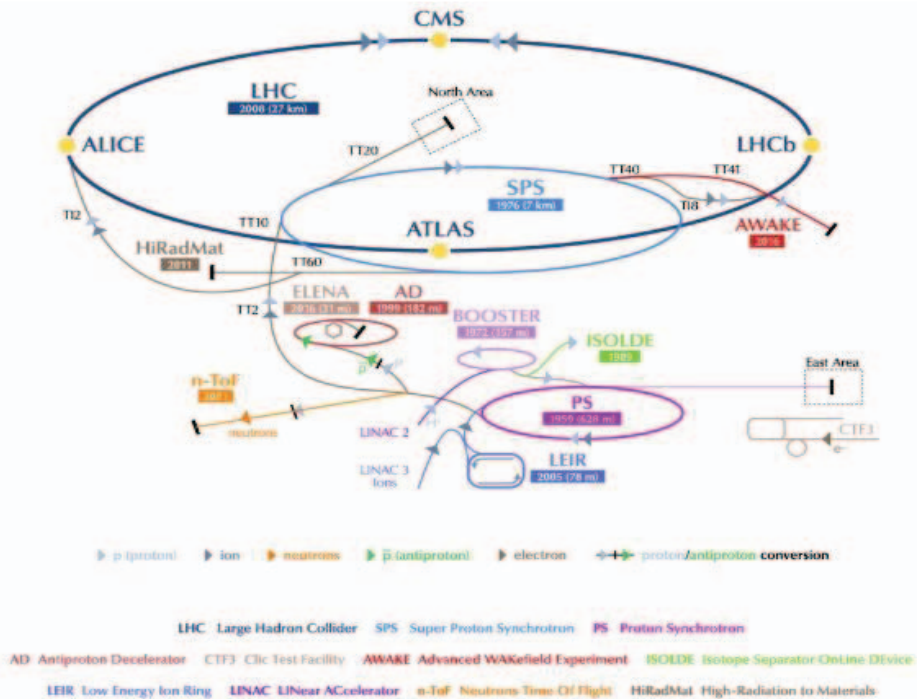 CMS
LHC
2008 (27 km)
North Area
ALICE
TT20
LHCb
TT40
TT41
SPS
1976 (7 km)
TI8
TI2
TT10
ATLAS
AWAKE
2016
HiRadMat
2011
TT60
ELENA
2016 (31 m)
AD
1999 (182 m)
TT2
BOOSTER
1972 (157 m)
ISOLDE
1989
p
East Area
n-ToF
2001
PS
1959 (628 m)
neutrons
LINAC 2
CTF3
e-
LEIR
2005 (78 m)
LINAC 3
Ions
p (proton) ion neutrons p̄ (antiproton) electron proton/antiproton conversion
LHC Large Hadron Collider SPS Super Proton Synchrotron PS Proton Synchrotron
AD Antiproton Decelerator CTF3 Clic Test Facility AWAKE Advanced WAKefield Experiment ISOLDE Isotope Separator OnLine DEvice
LEIR Low Energy Ion Ring LINAC LINear ACcelerator n-ToF Neutrons Time Of Flight HiRadMat High-Radiation to Materials